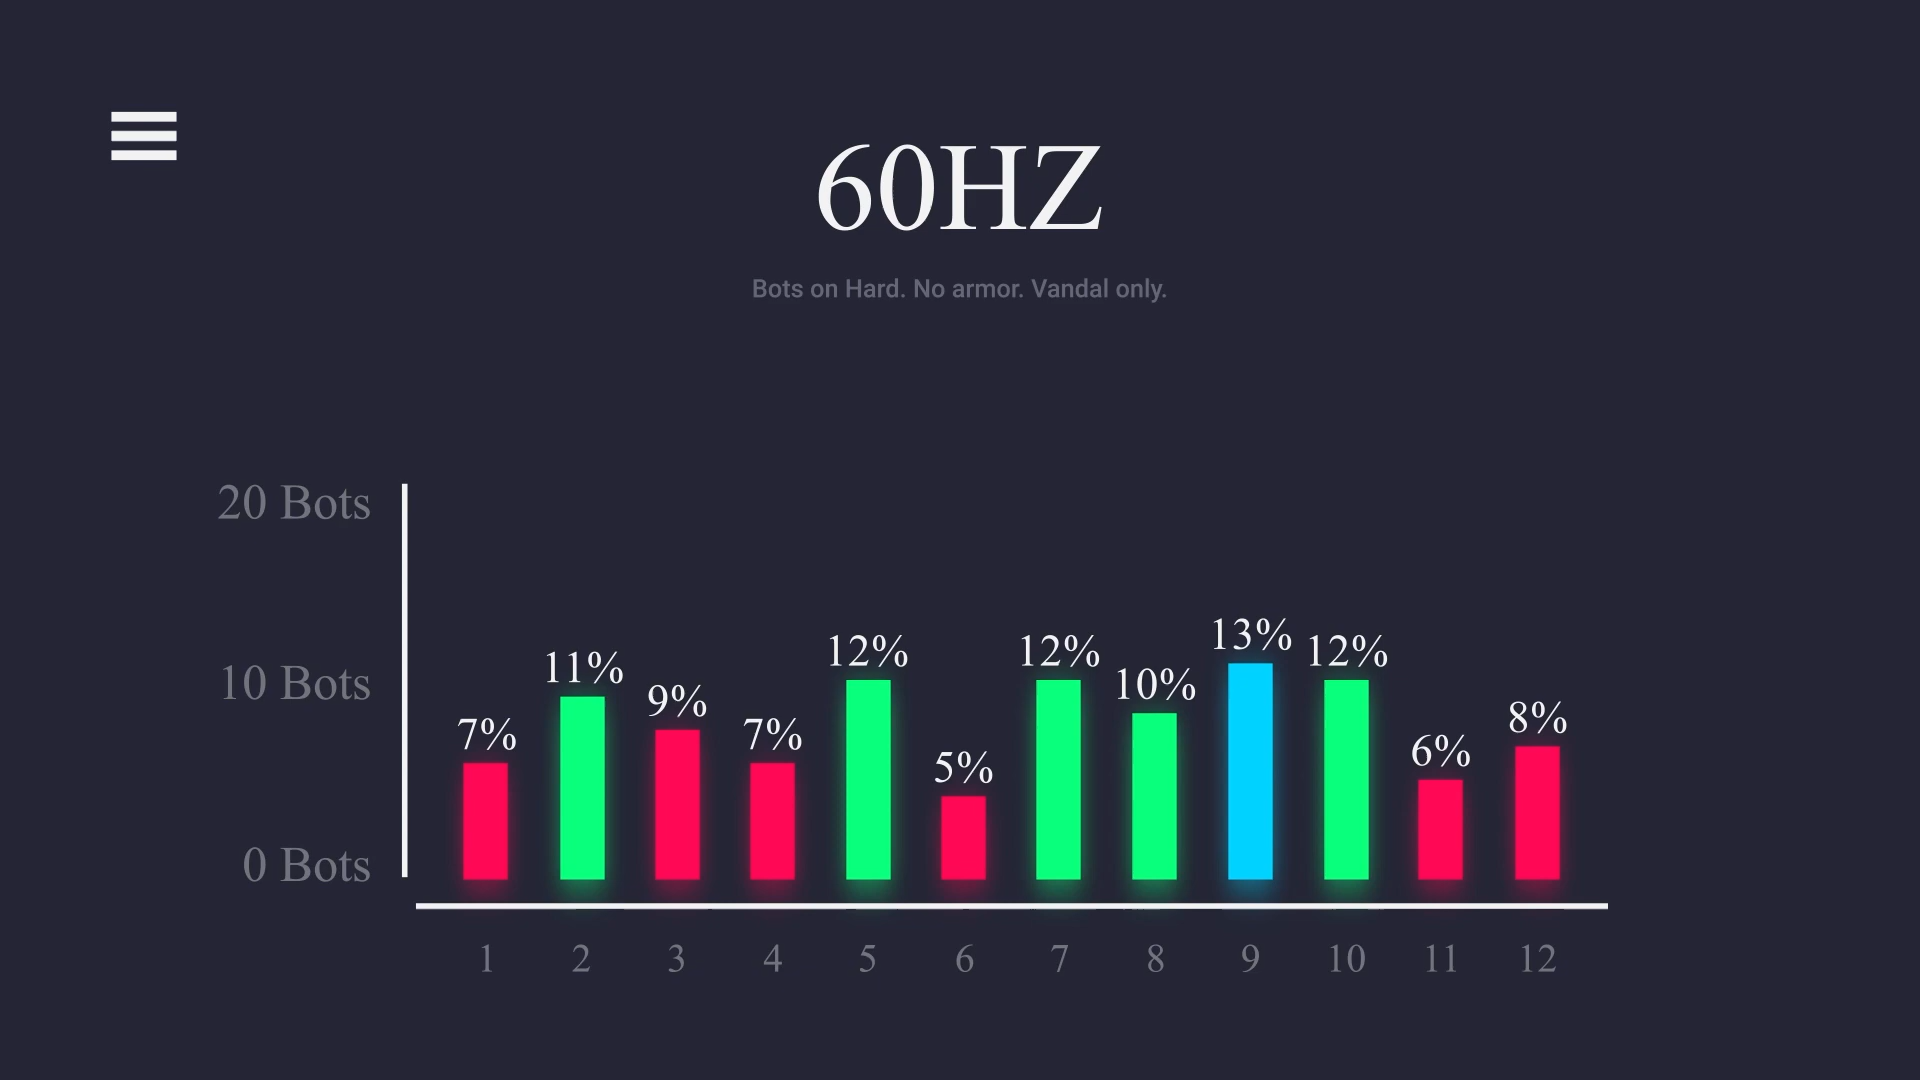 60HZ
Bots on Hard. No armor. Vandal only.
20 Bots
10 Bots
0 Bots
7%
11%
9%
7%
12%
5%
12%
10%
13%
12%
6%
8%
1 2 3 4 5 6 7 8 9 10 11 12